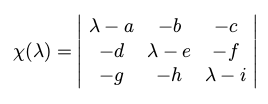 χ(λ) = | λ − a   −b   −c |
| −d   λ − e   −f |
| −g   −h   λ − i |